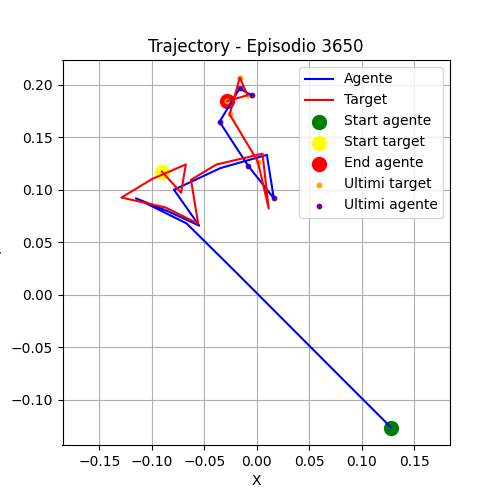 Trajectory - Episodio 3650
Agente
Target
Start agente
Start target
End agente
Ultimi target
Ultimi agente
0.20
0.15
0.10
0.05
0.00
−0.05
−0.10
−0.15
−0.10
−0.05
0.00
0.05
0.10
0.15
X